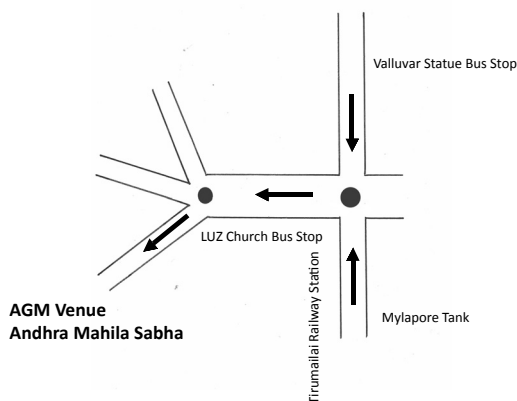 Valluvar Statue Bus Stop
LUZ Church Bus Stop
Tirumailai Railway Station
AGM Venue
Andhra Mahila Sabha
Mylapore Tank